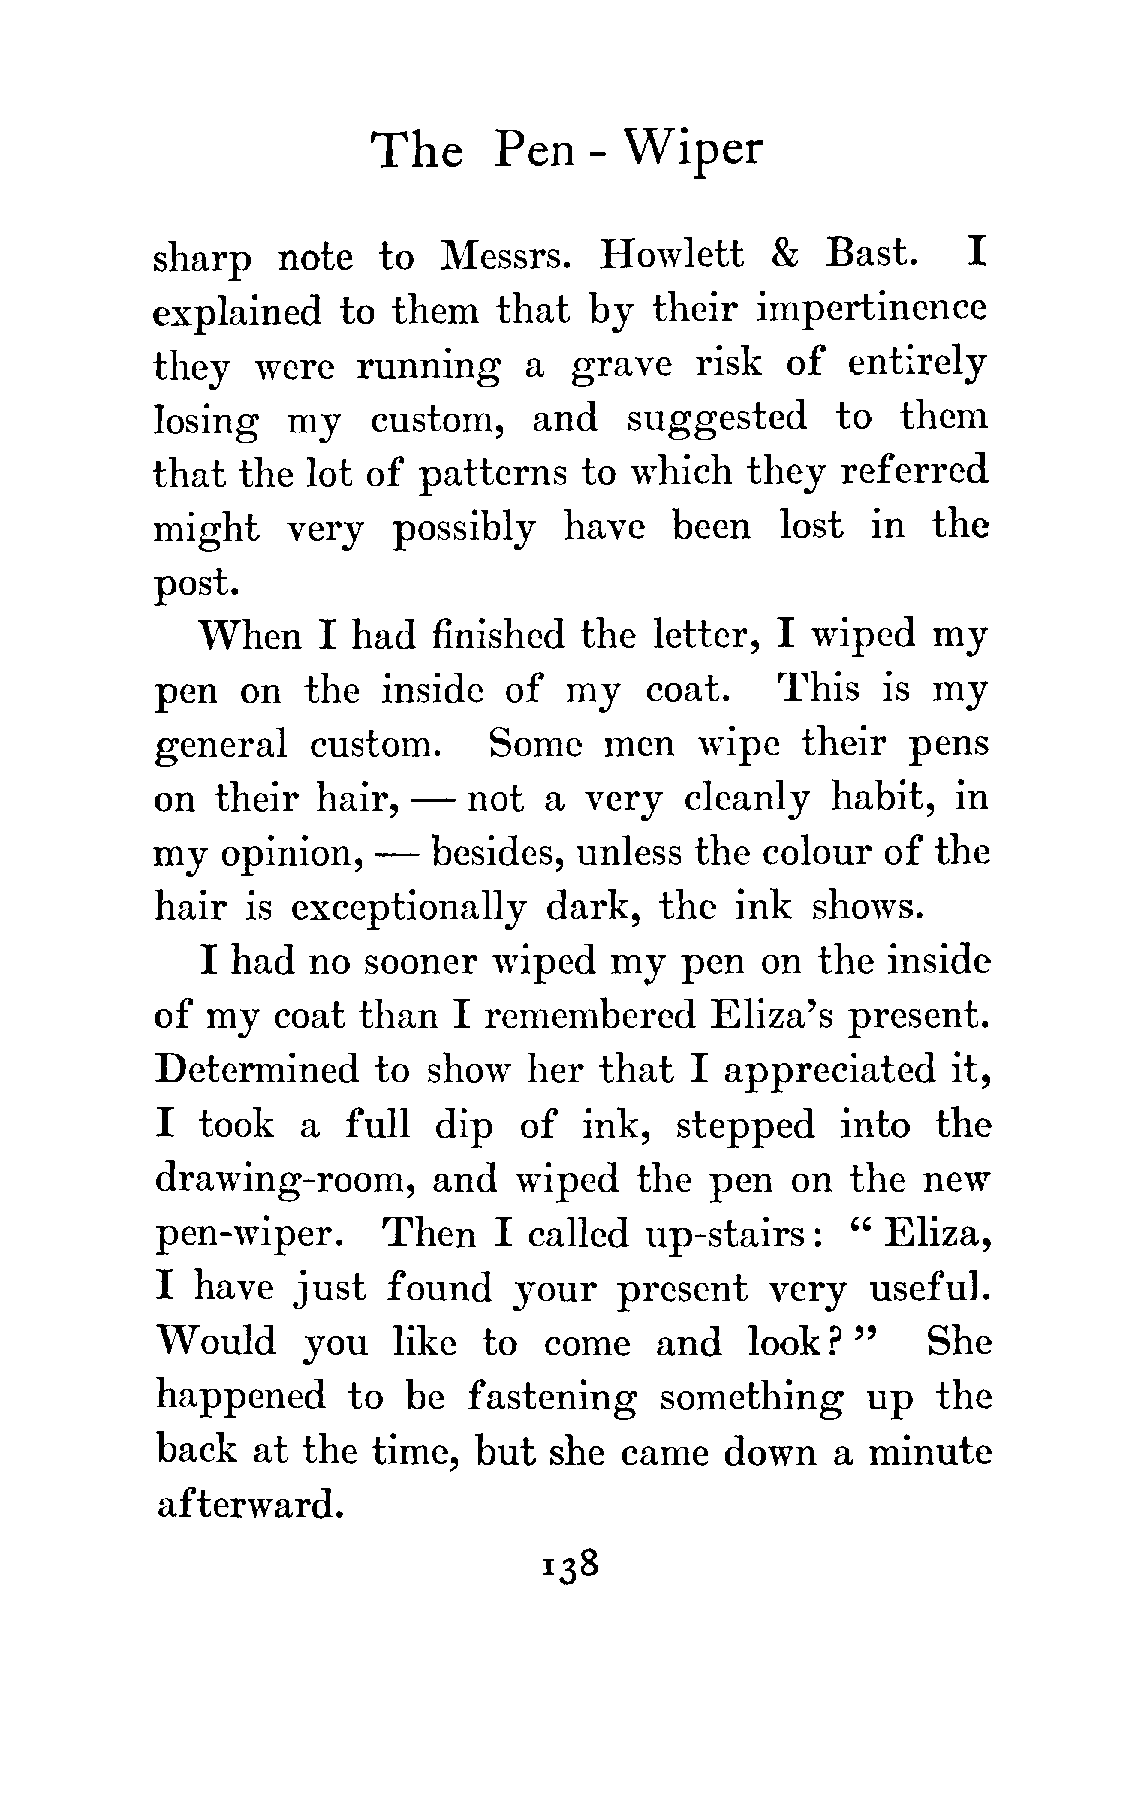 The Pen - Wiper
sharp note to Messrs. Howlett & Bast. I
explained to them that by their impertinence
they were running a grave risk of entirely
losing my custom, and suggested to them
that the lot of patterns to which they referred
might very possibly have been lost in the
post.
When I had finished the letter, I wiped my
pen on the inside of my coat. This is my
general custom. Some men wipe their pens
on their hair, — not a very cleanly habit, in
my opinion, — besides, unless the colour of the
hair is exceptionally dark, the ink shows.
I had no sooner wiped my pen on the inside
of my coat than I remembered Eliza’s present.
Determined to show her that I appreciated it,
I took a full dip of ink, stepped into the
drawing-room, and wiped the pen on the new
pen-wiper. Then I called up-stairs: “ Eliza,
I have just found your present very useful.
Would you like to come and look? ” She
happened to be fastening something up the
back at the time, but she came down a minute
afterward.
138